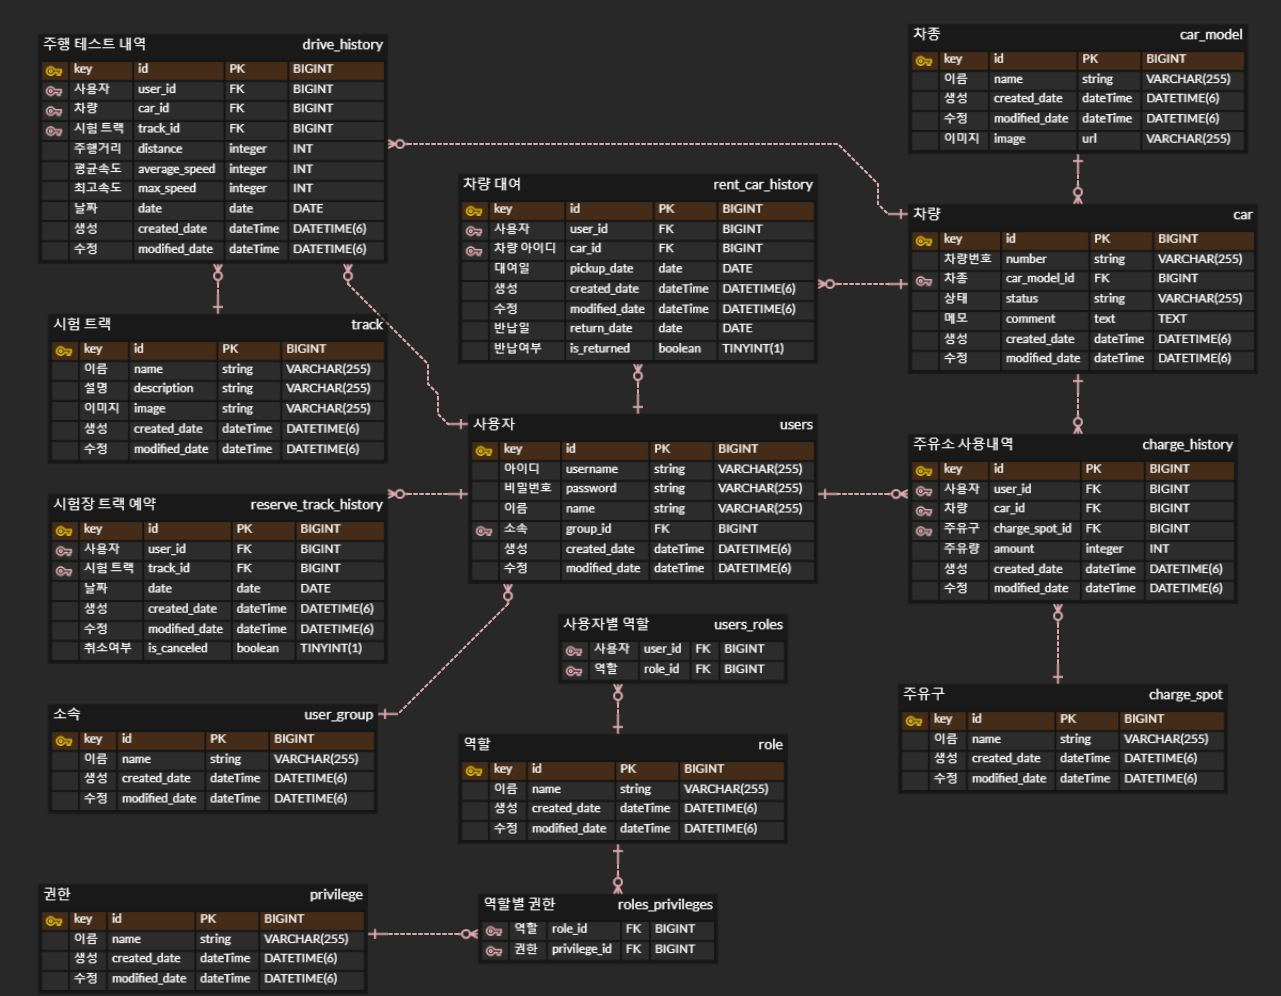 주행 테스트 내역 drive_history
key id PK BIGINT
사용자 user_id FK BIGINT
차량 car_id FK BIGINT
시험 트랙 track_id FK BIGINT
주행거리 distance integer INT
평균속도 average_speed integer INT
최고속도 max_speed integer INT
날짜 date date DATE
생성 created_date dateTime DATETIME(6)
수정 modified_date dateTime DATETIME(6)
차종 car_model
key id PK BIGINT
이름 name string VARCHAR(255)
생성 created_date dateTime DATETIME(6)
수정 modified_date dateTime DATETIME(6)
이미지 image url VARCHAR(255)
차량 대여 rent_car_history
key id PK BIGINT
사용자 user_id FK BIGINT
차량 아이디 car_id FK BIGINT
대여일 pickup_date date DATE
생성 created_date dateTime DATETIME(6)
수정 modified_date dateTime DATETIME(6)
반납일 return_date date DATE
반납여부 is_returned boolean TINYINT(1)
차량 car
key id PK BIGINT
차량번호 number string VARCHAR(255)
차종 car_model_id FK BIGINT
상태 status string VARCHAR(255)
메모 comment text TEXT
생성 created_date dateTime DATETIME(6)
수정 modified_date dateTime DATETIME(6)
시험 트랙 track
key id PK BIGINT
이름 name string VARCHAR(255)
설명 description string VARCHAR(255)
이미지 image string VARCHAR(255)
생성 created_date dateTime DATETIME(6)
수정 modified_date dateTime DATETIME(6)
사용자 users
key id PK BIGINT
아이디 username string VARCHAR(255)
비밀번호 password string VARCHAR(255)
이름 name string VARCHAR(255)
소속 group_id FK BIGINT
생성 created_date dateTime DATETIME(6)
수정 modified_date dateTime DATETIME(6)
주유소 사용내역 charge_history
key id PK BIGINT
사용자 user_id FK BIGINT
차량 car_id FK BIGINT
주유구 charge_spot_id FK BIGINT
주유량 amount integer INT
생성 created_date dateTime DATETIME(6)
수정 modified_date dateTime DATETIME(6)
시험장 트랙 예약 reserve_track_history
key id PK BIGINT
사용자 user_id FK BIGINT
시험 트랙 track_id FK BIGINT
날짜 date date DATE
생성 created_date dateTime DATETIME(6)
수정 modified_date dateTime DATETIME(6)
취소여부 is_canceled boolean TINYINT(1)
사용자별 역할 users_roles
사용자 user_id FK BIGINT
역할 role_id FK BIGINT
주유구 charge_spot
key id PK BIGINT
이름 name string VARCHAR(255)
생성 created_date dateTime DATETIME(6)
수정 modified_date dateTime DATETIME(6)
소속 user_group
key id PK BIGINT
이름 name string VARCHAR(255)
생성 created_date dateTime DATETIME(6)
수정 modified_date dateTime DATETIME(6)
역할 role
key id PK BIGINT
이름 name string VARCHAR(255)
생성 created_date dateTime DATETIME(6)
수정 modified_date dateTime DATETIME(6)
권한 privilege
key id PK BIGINT
이름 name string VARCHAR(255)
생성 created_date dateTime DATETIME(6)
수정 modified_date dateTime DATETIME(6)
역할별 권한 roles_privileges
역할 role_id FK BIGINT
권한 privilege_id FK BIGINT